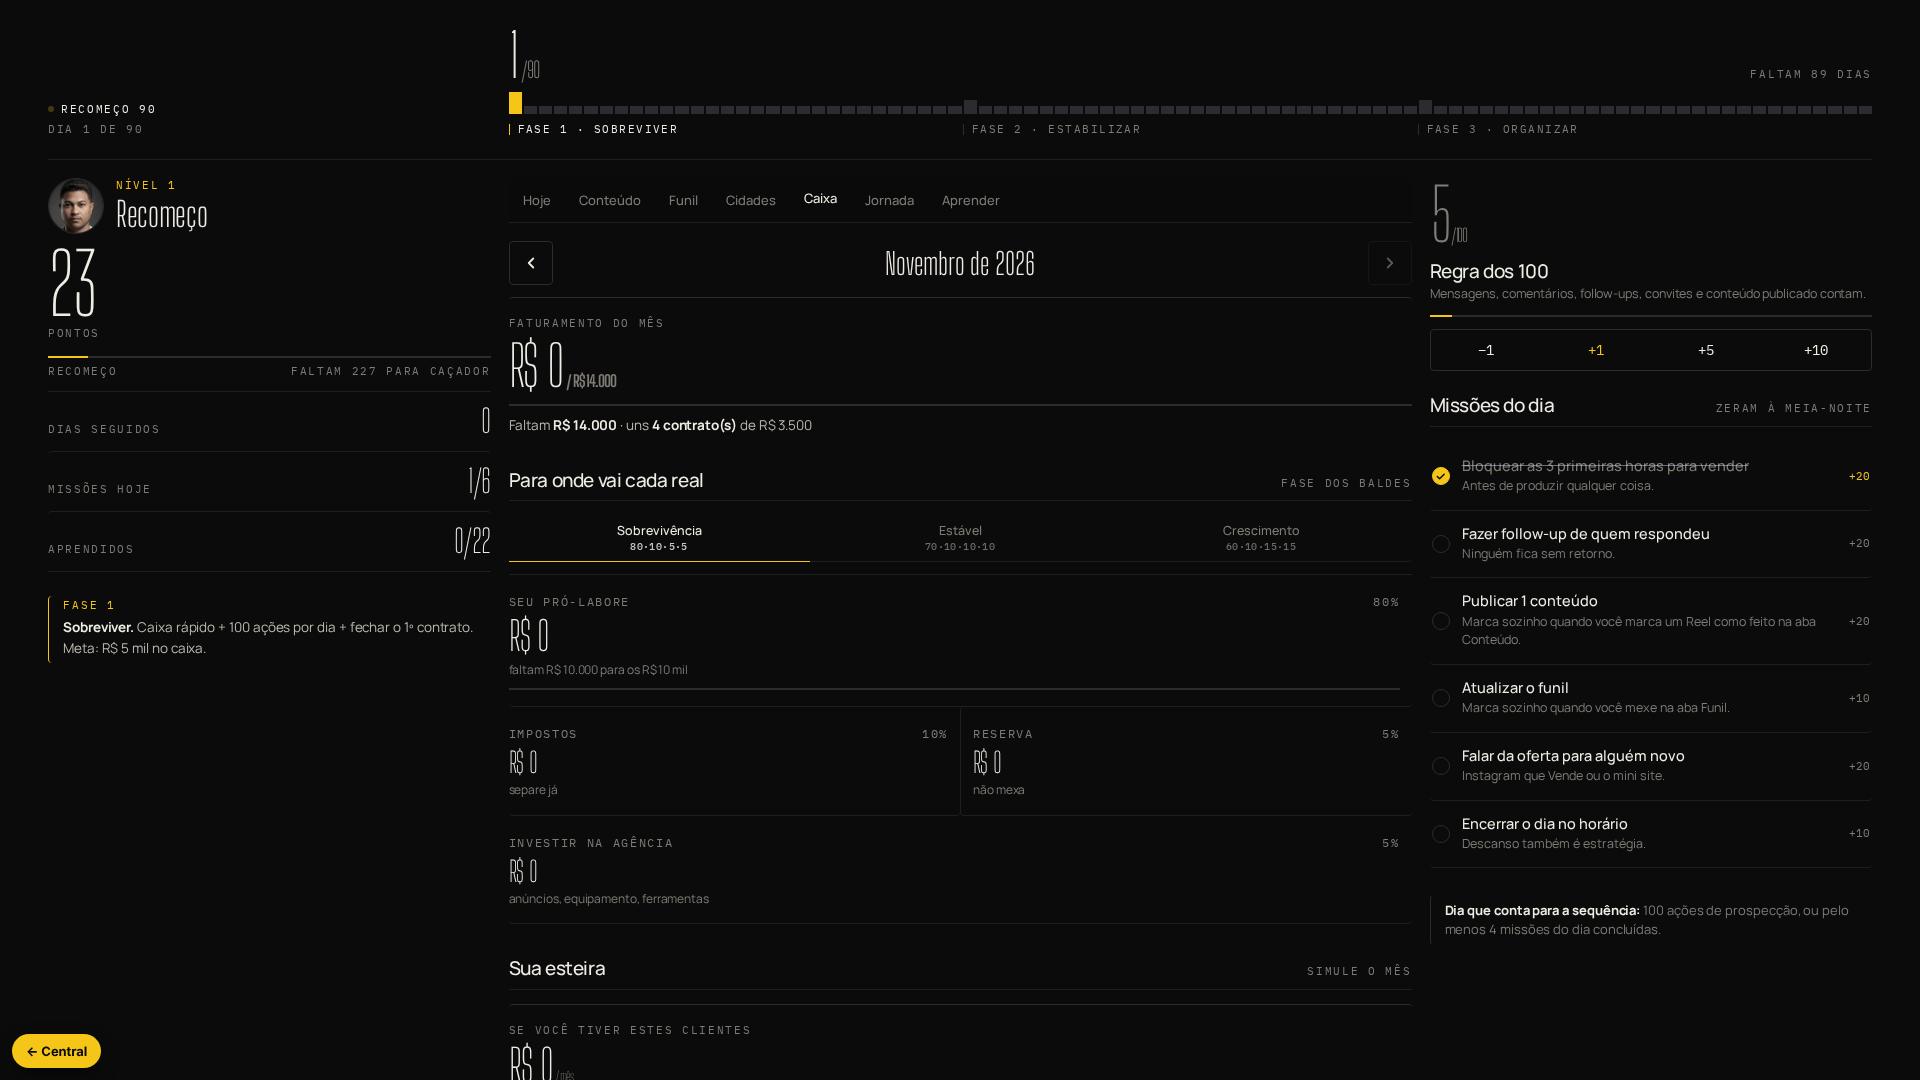 1/90
FALTAM 89 DIAS
RECOMEÇO 90
DIA 1 DE 90
FASE 1 · SOBREVIVER
FASE 2 · ESTABILIZAR
FASE 3 · ORGANIZAR
NÍVEL 1
Recomeço
23
PONTOS
RECOMEÇO
FALTAM 227 PARA CAÇADOR
DIAS SEGUIDOS
0
MISSÕES HOJE
1/6
APRENDIDOS
0/22
FASE 1
Sobreviver. Caixa rápido + 100 ações por dia + fechar o 1º contrato.
Meta: R$ 5 mil no caixa.
Hoje
Conteúdo
Funil
Cidades
Caixa
Jornada
Aprender
Novembro de 2026
FATURAMENTO DO MÊS
R$ 0 / R$ 14.000
Faltam R$ 14.000 · uns 4 contrato(s) de R$ 3.500
Para onde vai cada real
FASE DOS BALDES
Sobrevivência
80·10·5·5
Estável
70·10·10·10
Crescimento
60·10·15·15
SEU PRÓ-LABORE
80%
R$ 0
faltam R$ 10.000 para os R$ 10 mil
IMPOSTOS
10%
R$ 0
separe já
RESERVA
5%
R$ 0
não mexa
INVESTIR NA AGÊNCIA
5%
R$ 0
anúncios, equipamento, ferramentas
Sua esteira
SIMULE O MÊS
SE VOCÊ TIVER ESTES CLIENTES
R$ 0 / mês
5/100
Regra dos 100
Mensagens, comentários, follow-ups, convites e conteúdo publicado contam.
−1
+1
+5
+10
Missões do dia
ZERAM À MEIA-NOITE
Bloquear as 3 primeiras horas para vender
Antes de produzir qualquer coisa.
+20
Fazer follow-up de quem respondeu
Ninguém fica sem retorno.
+20
Publicar 1 conteúdo
Marca sozinho quando você marca um Reel como feito na aba
Conteúdo.
+20
Atualizar o funil
Marca sozinho quando você mexe na aba Funil.
+10
Falar da oferta para alguém novo
Instagram que Vende ou o mini site.
+20
Encerrar o dia no horário
Descanso também é estratégia.
+10
Dia que conta para a sequência: 100 ações de prospecção, ou pelo
menos 4 missões do dia concluídas.
← Central